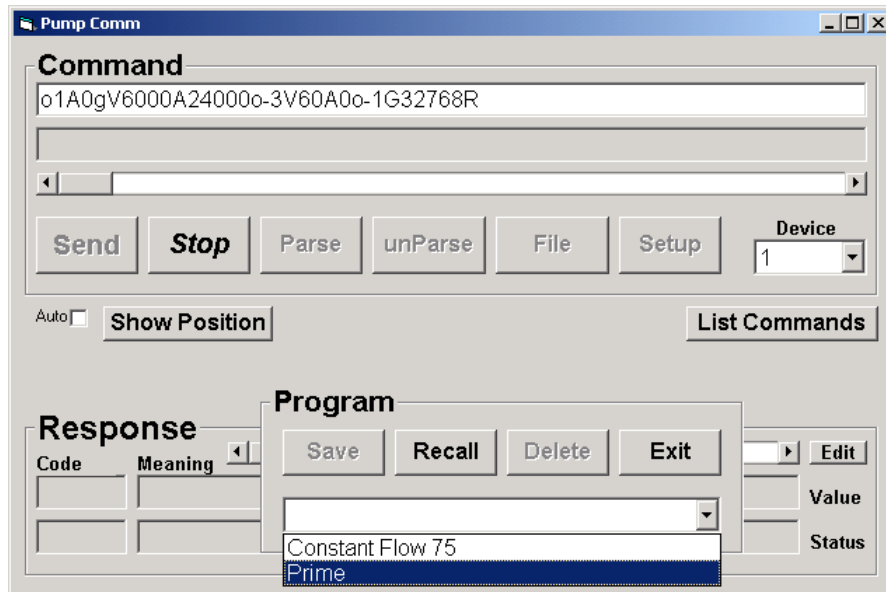 Pump Comm
Command
o1A0gV6000A24000o-3V60A0o-1G32768R
Send Stop Parse unParse File Setup
Device
1
Auto Show Position List Commands
Program
Response
Save Recall Delete Exit
Edit
Code Meaning
Value
Constant Flow 75
Status
Prime